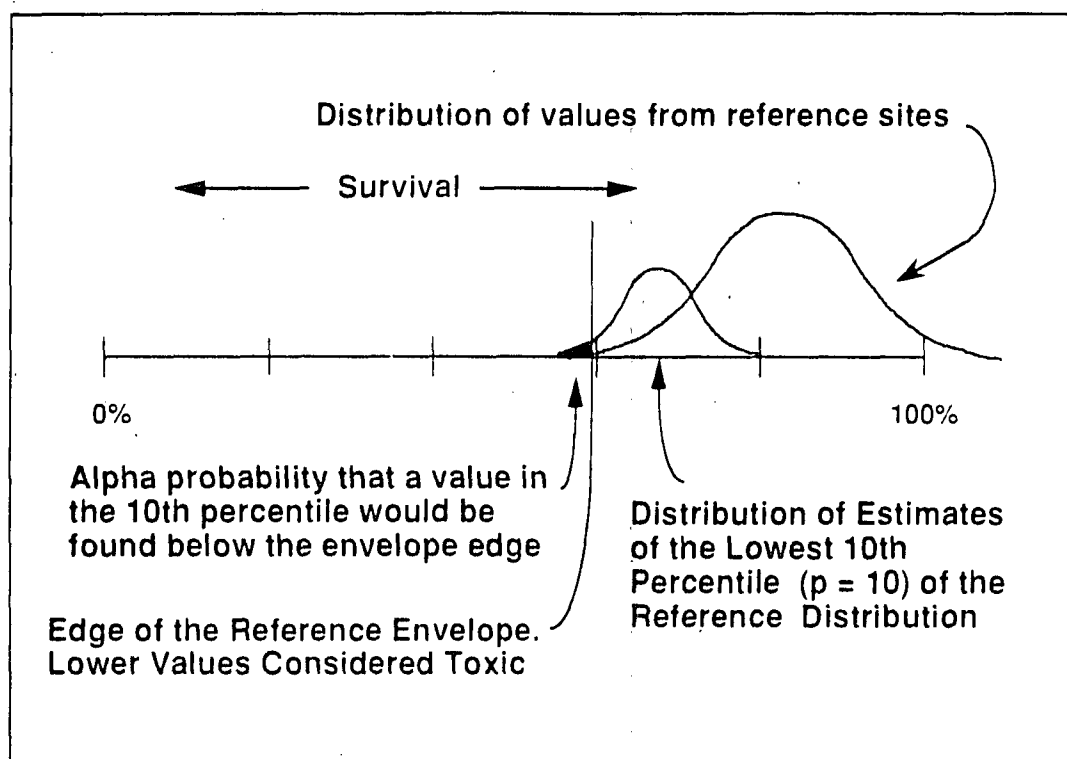 Distribution of values from reference sites
Survival
0%
100%
Alpha probability that a value in
the 10th percentile would be
found below the envelope edge
Distribution of Estimates
of the Lowest 10th
Percentile (p = 10) of the
Reference Distribution
Edge of the Reference Envelope.
Lower Values Considered Toxic